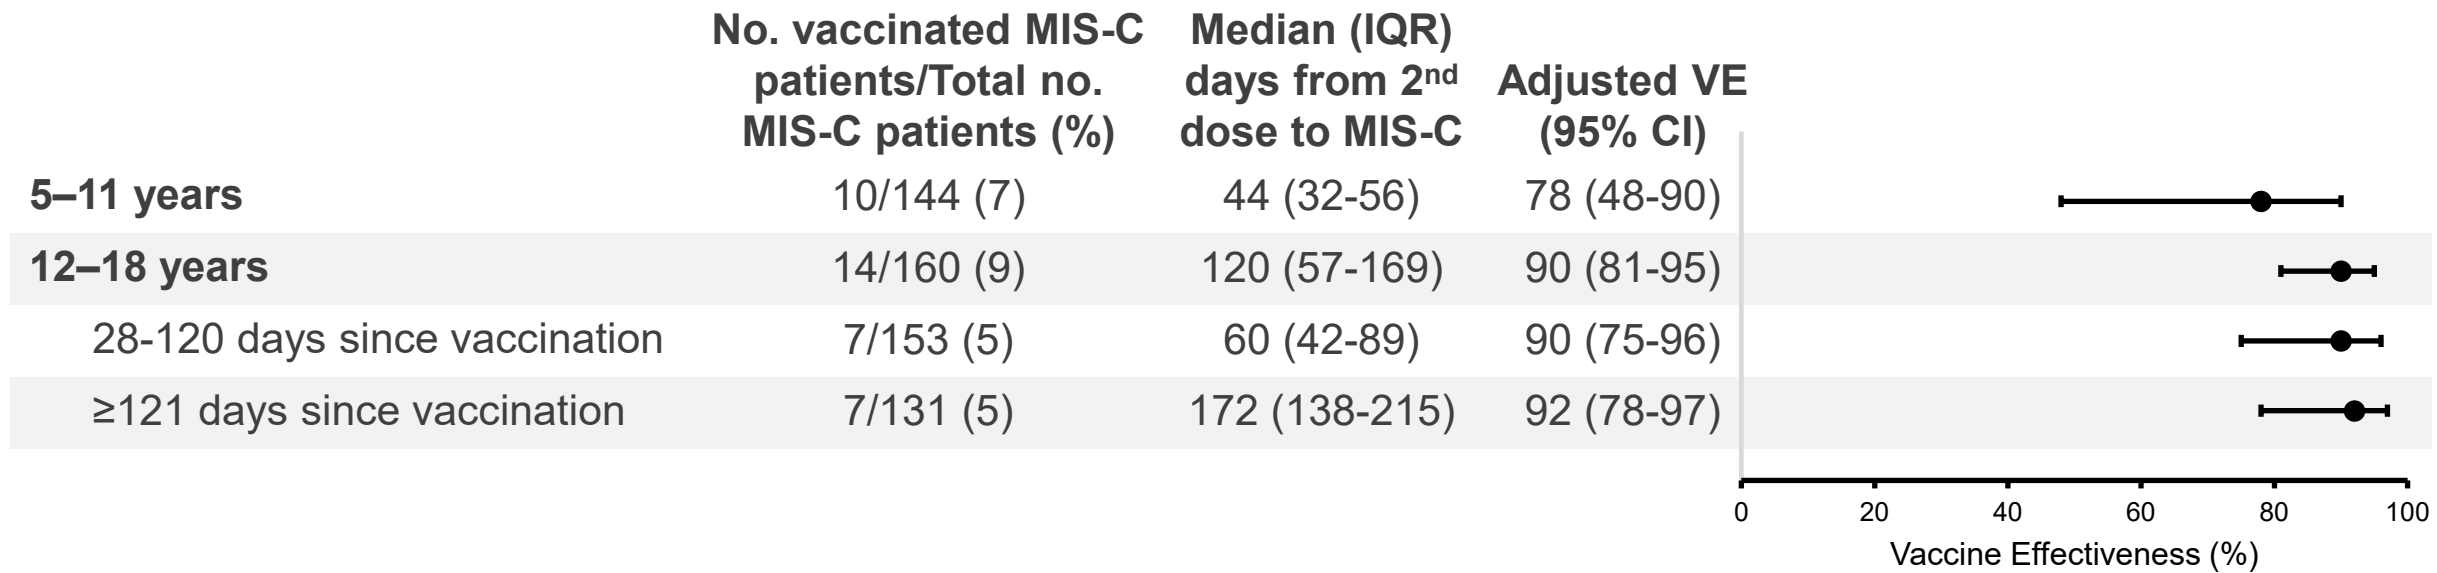 No. vaccinated MIS-C
patients/Total no.
MIS-C patients (%)
Median (IQR)
days from 2nd
dose to MIS-C
Adjusted VE
(95% CI)
5–11 years 10/144 (7) 44 (32-56) 78 (48-90)
12–18 years 14/160 (9) 120 (57-169) 90 (81-95)
28-120 days since vaccination 7/153 (5) 60 (42-89) 90 (75-96)
≥121 days since vaccination 7/131 (5) 172 (138-215) 92 (78-97)
0 20 40 60 80 100
Vaccine Effectiveness (%)